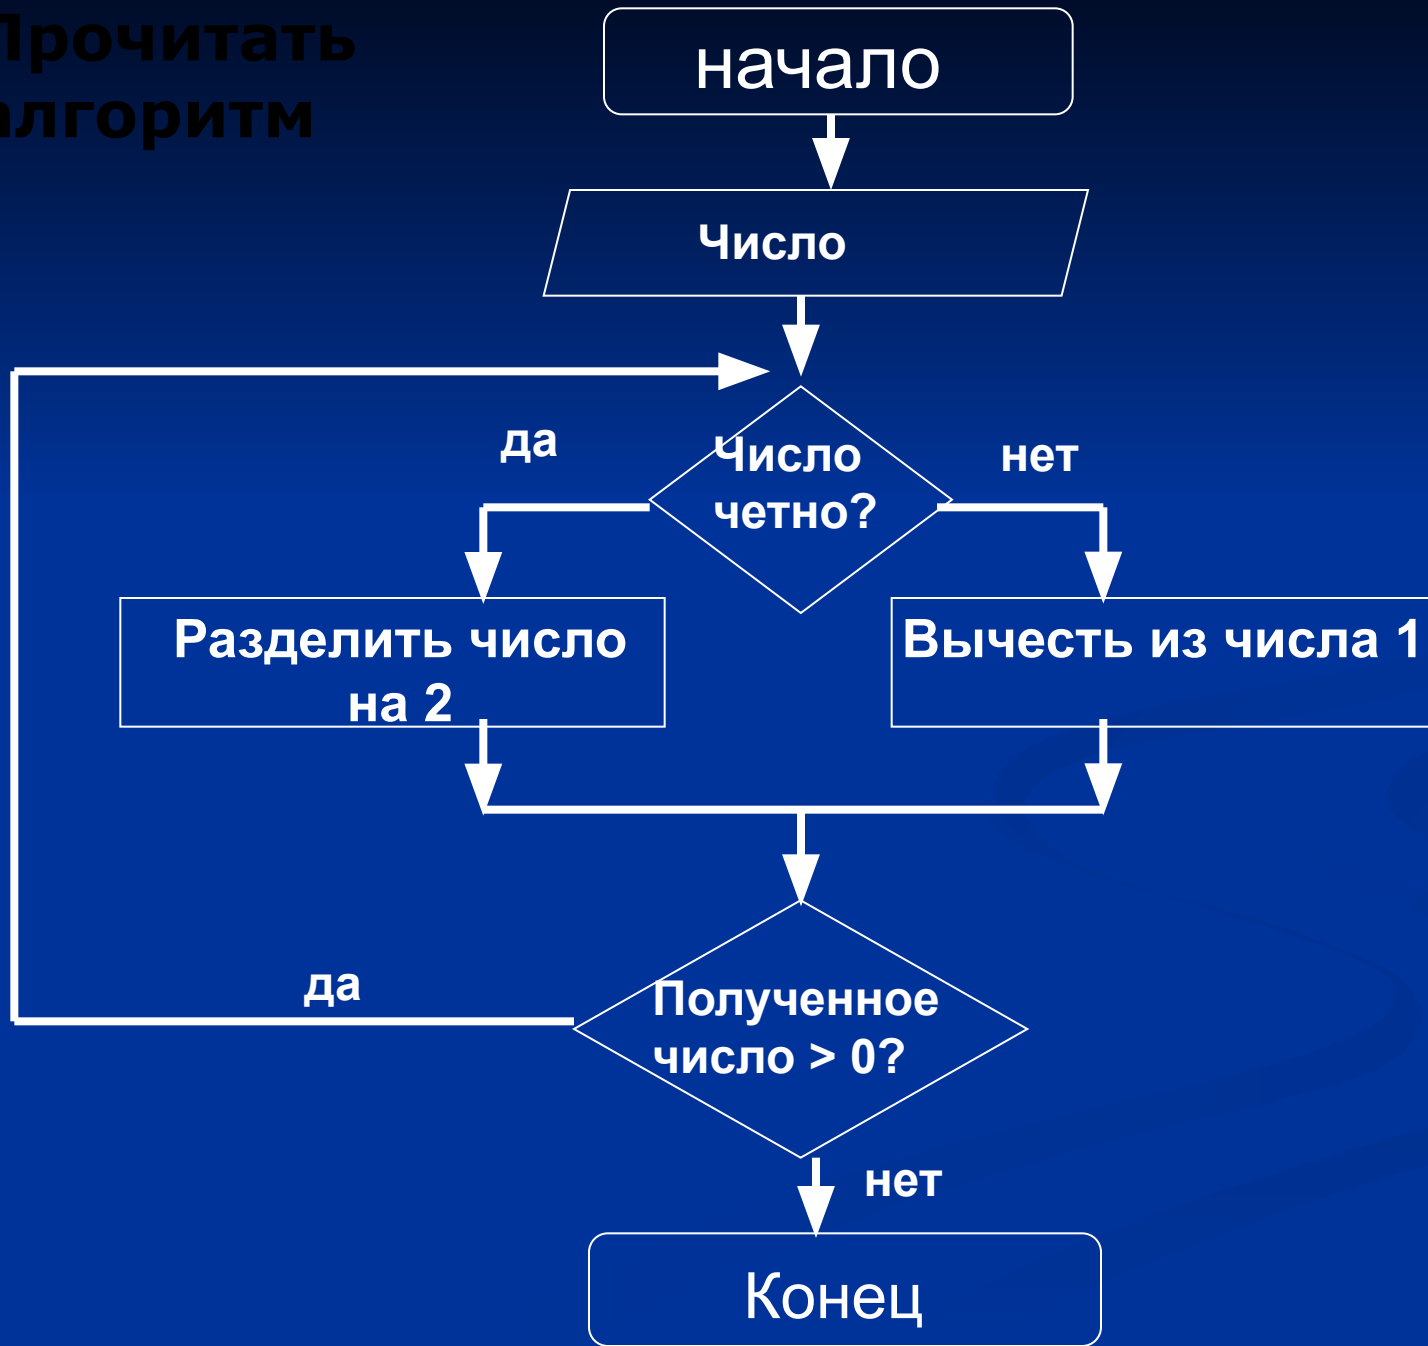 Прочитать
алгоритм
начало
Число
да
Число
четно?
нет
Разделить число
на 2
Вычесть из числа 1
да
Полученное
число > 0?
нет
Конец